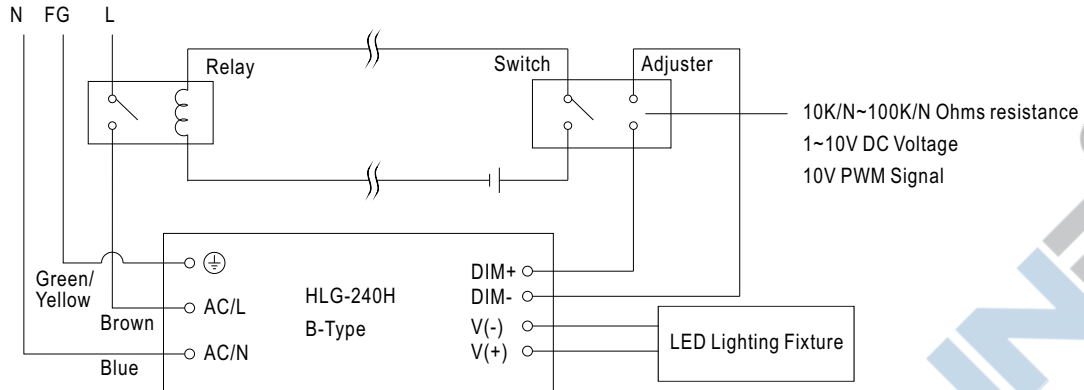 N FG L
Relay
Switch
Adjuster
10K/N~100K/N Ohms resistance
1~10V DC Voltage
10V PWM Signal
Green/
Yellow
Brown
Blue
AC/L
AC/N
HLG-240H
B-Type
DIM+
DIM-
V(-)
V(+)
LED Lighting Fixture